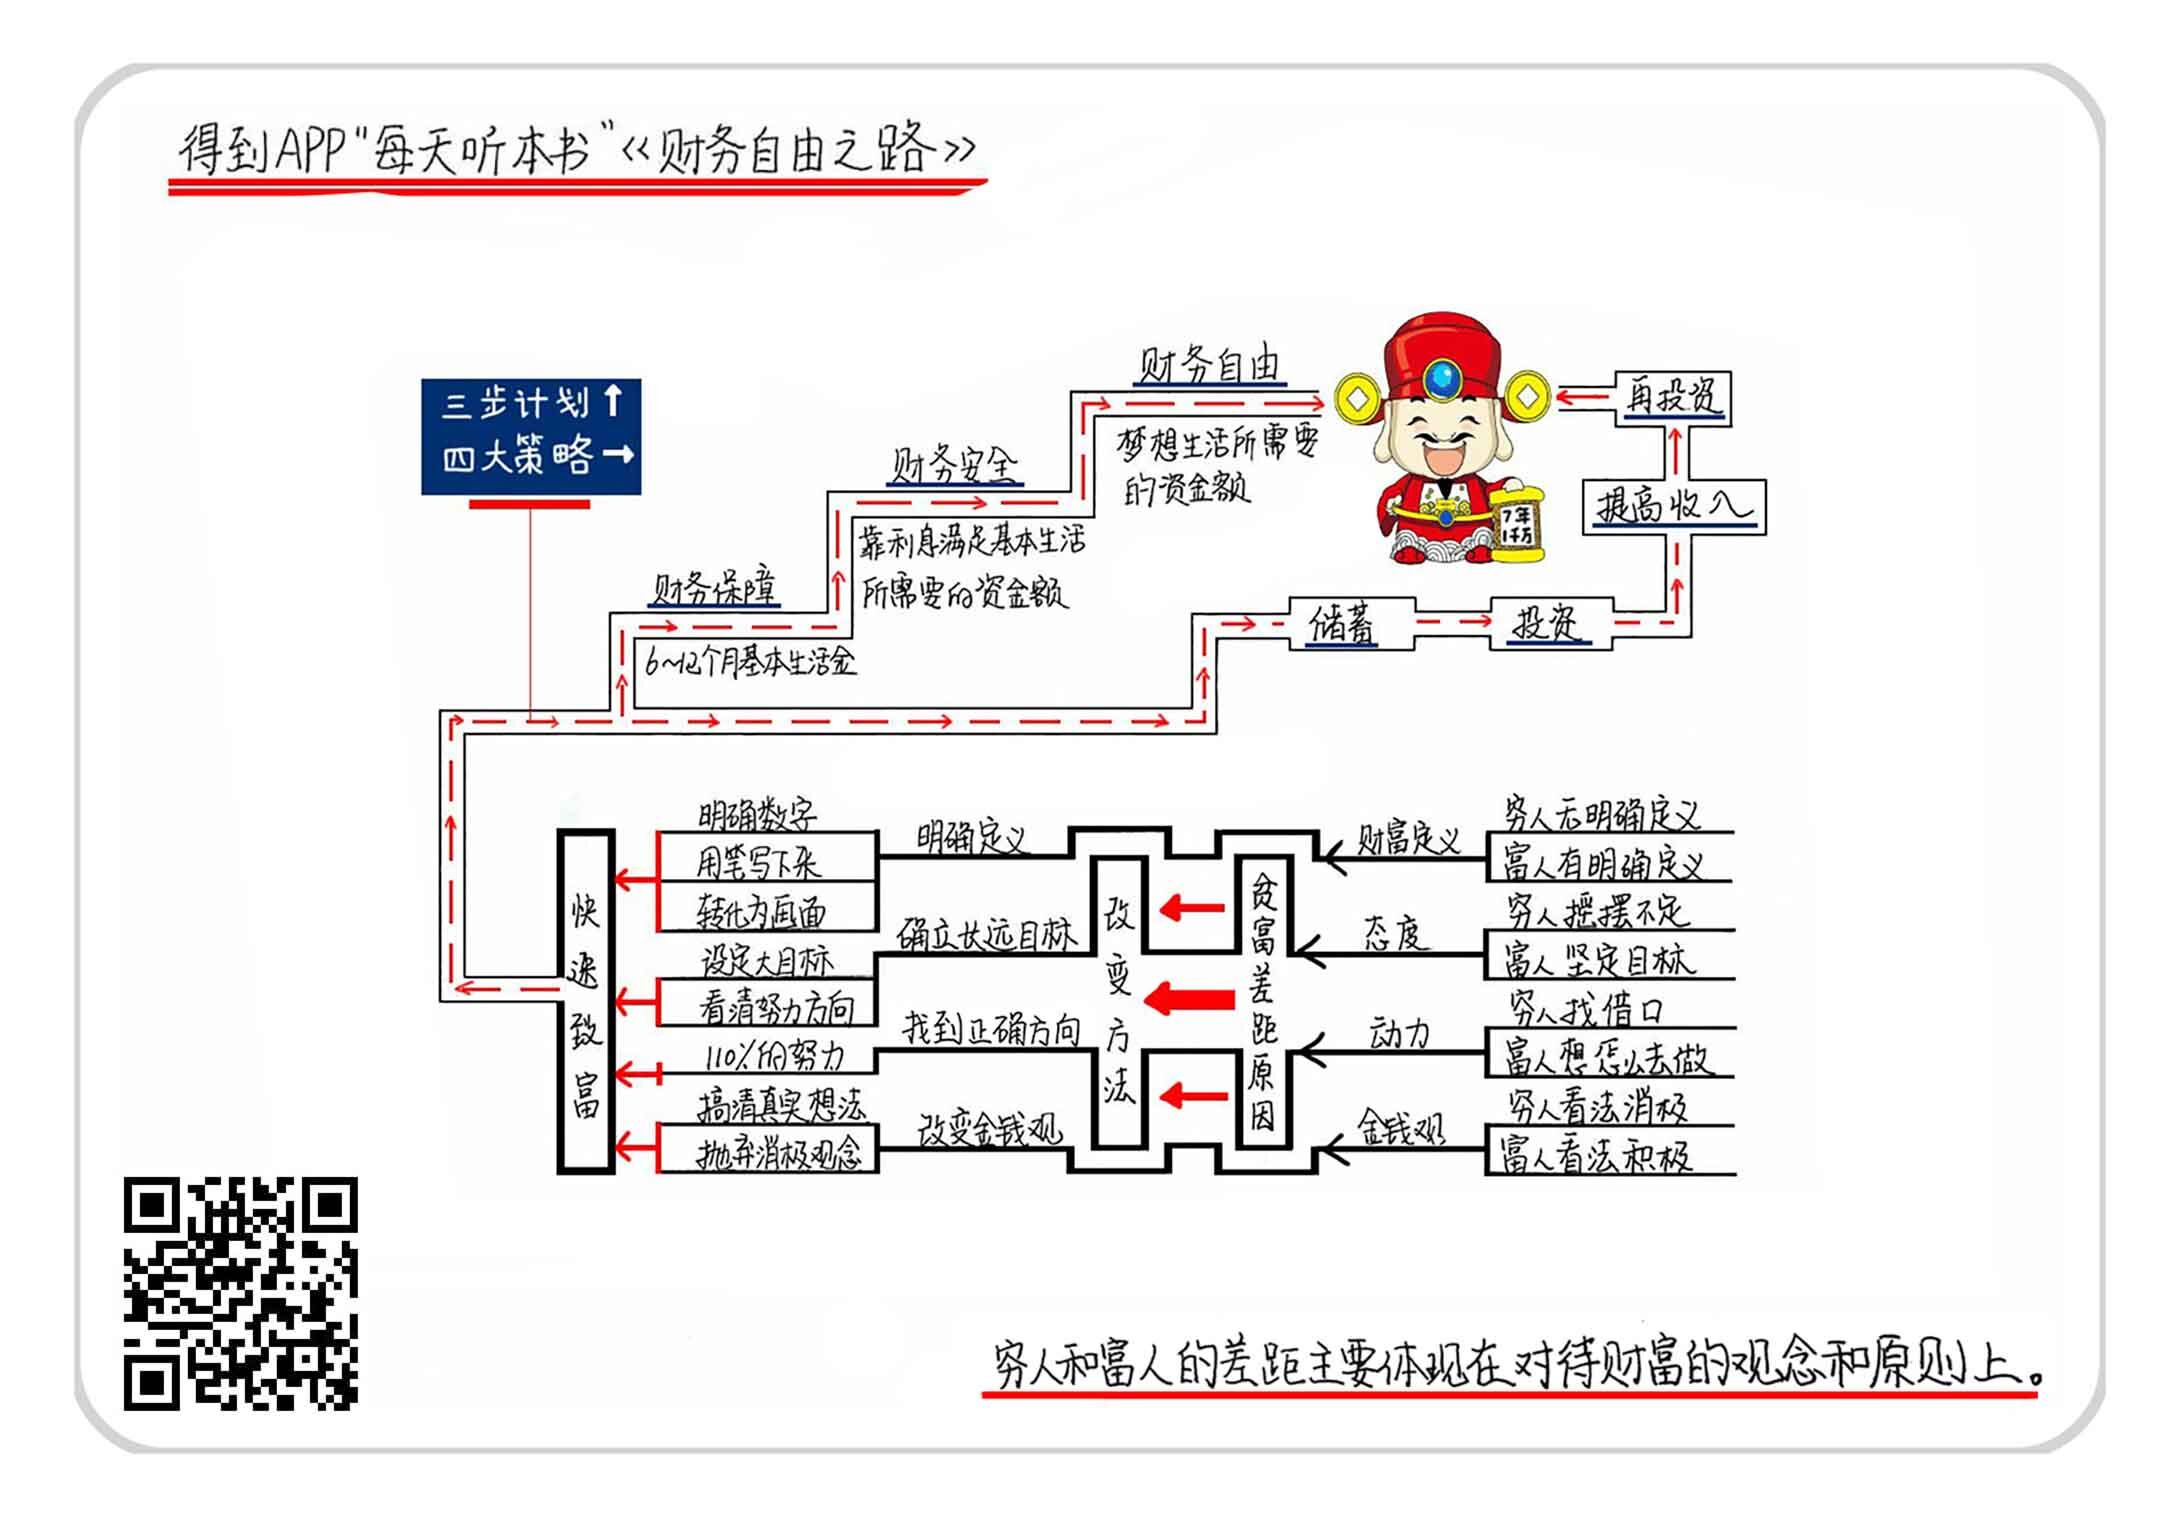 得到APP“每天听本书”《财务自由之路》
三步计划↑
四大策略→
财务自由
梦想生活所需要
的资金额
财务安全
靠利息满足基本生活
所需要的资金额
财务保障
6~12个月基本生活金
再投资
提高收入
7年
1千万
储蓄
投资
快速致富
明确数字
用笔写下来
转化为画面
设定大目标
看清努力方向
110%的努力
搞清真实想法
抛弃消极观念
明确定义
确立长远目标
找到正确方向
改变金钱观
改变方法
贫富差距原因
财富定义
态度
动力
金钱观
穷人无明确定义
富人有明确定义
穷人摇摆不定
富人坚定目标
穷人找借口
富人想怎么去做
穷人看法消极
富人看法积极
穷人和富人的差距主要体现在对待财富的观念和原则上。